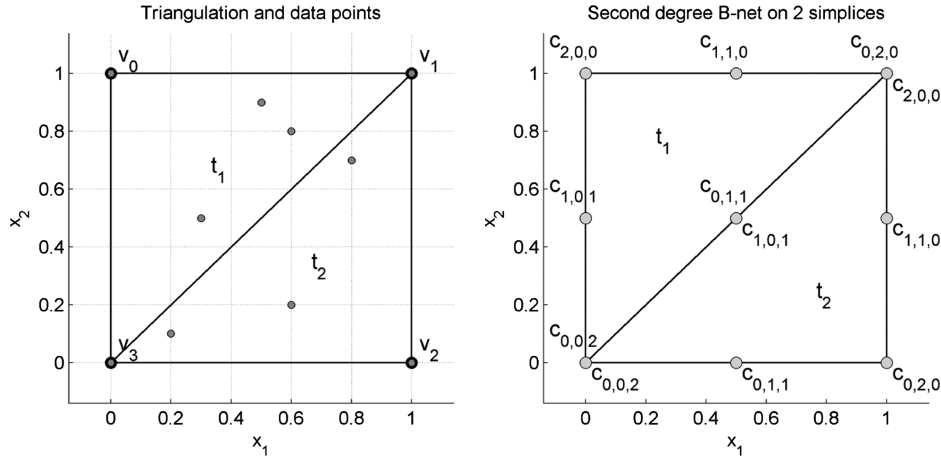 Triangulation and data points
v0
v1
1
0.8
0.6
0.4
0.2
0
x2
t1
t2
v3
v2
0
0.2
0.4
0.6
0.8
1
x1
Second degree B-net on 2 simplices
c2,0,0
c1,1,0
c0,2,0
c2,0,0
1
0.8
0.6
0.4
0.2
0
x2
t1
c1,0,1
c0,1,1
c1,0,1
c1,1,0
t2
c0,0,2
c0,0,2
c0,1,1
c0,2,0
0
0.2
0.4
0.6
0.8
1
x1